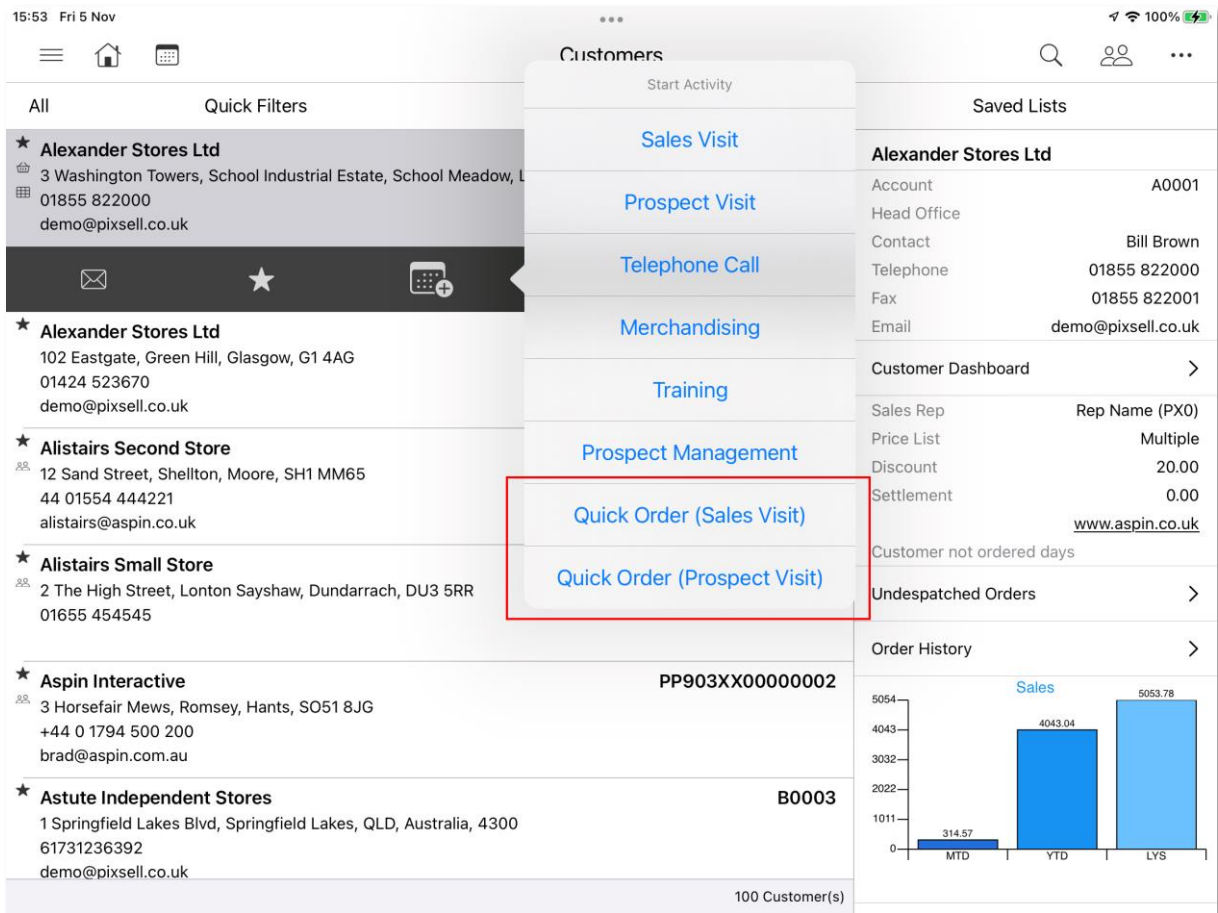 15:53 Fri 5 Nov
100%
Customers
All
Quick Filters
Saved Lists
Alexander Stores Ltd
3 Washington Towers, School Industrial Estate, School Meadow, L
01855 822000
demo@pixsell.co.uk
Alexander Stores Ltd
102 Eastgate, Green Hill, Glasgow, G1 4AG
01424 523670
demo@pixsell.co.uk
Alistairs Second Store
12 Sand Street, Shellton, Moore, SH1 MM65
44 01554 444221
alistairs@aspin.co.uk
Alistairs Small Store
2 The High Street, Lonton Sayshaw, Dundarrach, DU3 5RR
01655 454545
Aspin Interactive PP903XX00000002
3 Horsefair Mews, Romsey, Hants, SO51 8JG
+44 0 1794 500 200
brad@aspin.com.au
Astute Independent Stores B0003
1 Springfield Lakes Blvd, Springfield Lakes, QLD, Australia, 4300
61731236392
demo@pixsell.co.uk
100 Customer(s)
Start Activity
Sales Visit
Prospect Visit
Telephone Call
Merchandising
Training
Prospect Management
Quick Order (Sales Visit)
Quick Order (Prospect Visit)
Alexander Stores Ltd
Account A0001
Head Office
Contact Bill Brown
Telephone 01855 822000
Fax 01855 822001
Email demo@pixsell.co.uk
Customer Dashboard
Sales Rep Rep Name (PX0)
Price List Multiple
Discount 20.00
Settlement 0.00
www.aspin.co.uk
Customer not ordered days
Undespatched Orders
Order History
Sales
5054
4043
3032
2022
1011
0
314.57
4043.04
5053.78
MTD YTD LYS